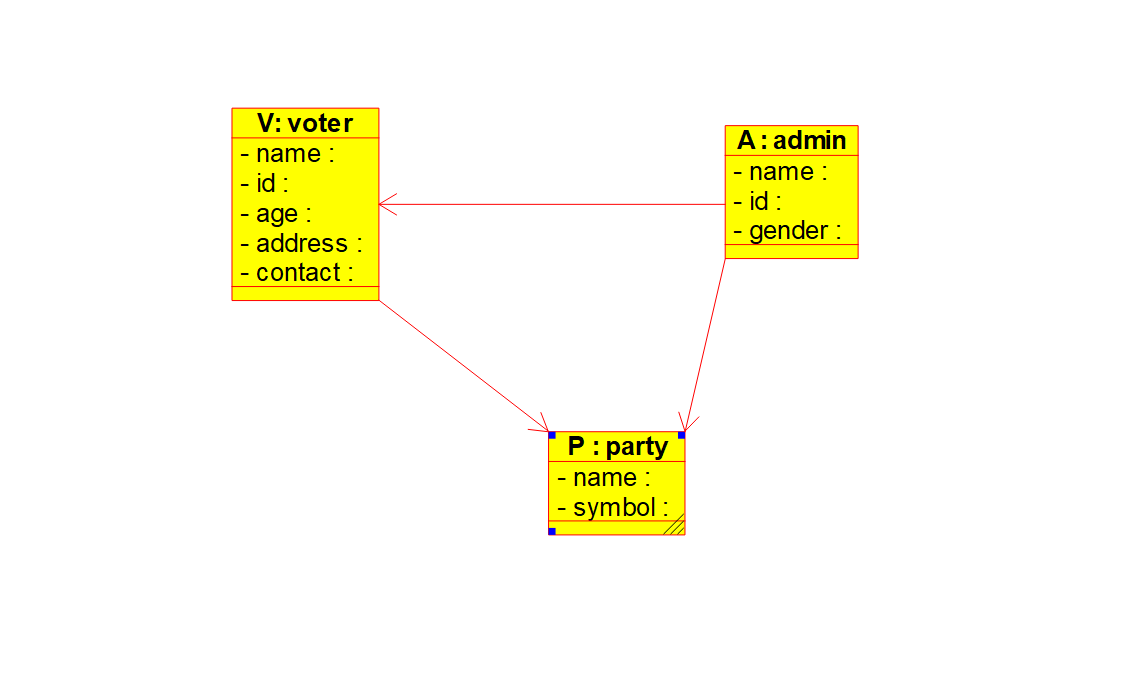 V: voter
- name :
- id :
- age :
- address :
- contact :
A : admin
- name :
- id :
- gender :
P : party
- name :
- symbol :